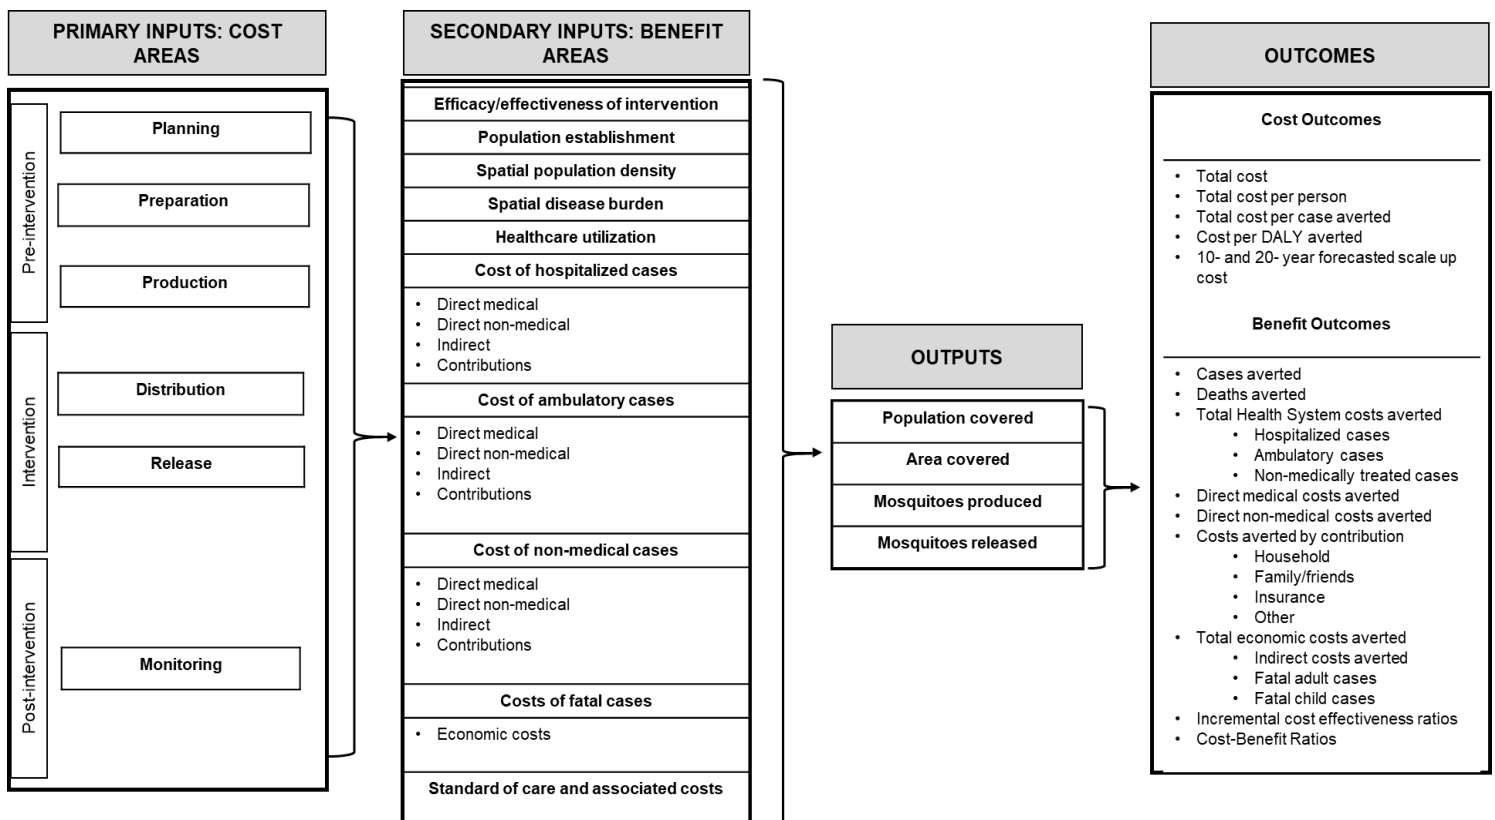 PRIMARY INPUTS: COST
AREAS
Pre-intervention
Planning
Preparation
Production
Intervention
Distribution
Release
Post-intervention
Monitoring
SECONDARY INPUTS: BENEFIT
AREAS
Efficacy/effectiveness of intervention
Population establishment
Spatial population density
Spatial disease burden
Healthcare utilization
Cost of hospitalized cases
• Direct medical
• Direct non-medical
• Indirect
• Contributions
Cost of ambulatory cases
• Direct medical
• Direct non-medical
• Indirect
• Contributions
Cost of non-medical cases
• Direct medical
• Direct non-medical
• Indirect
• Contributions
Costs of fatal cases
• Economic costs
Standard of care and associated costs
OUTPUTS
Population covered
Area covered
Mosquitoes produced
Mosquitoes released
OUTCOMES
Cost Outcomes
• Total cost
• Total cost per person
• Total cost per case averted
• Cost per DALY averted
• 10- and 20- year forecasted scale up
cost
Benefit Outcomes
• Cases averted
• Deaths averted
• Total Health System costs averted
• Hospitalized cases
• Ambulatory cases
• Non-medically treated cases
• Direct medical costs averted
• Direct non-medical costs averted
• Costs averted by contribution
• Household
• Family/friends
• Insurance
• Other
• Total economic costs averted
• Indirect costs averted
• Fatal adult cases
• Fatal child cases
• Incremental cost effectiveness ratios
• Cost-Benefit Ratios